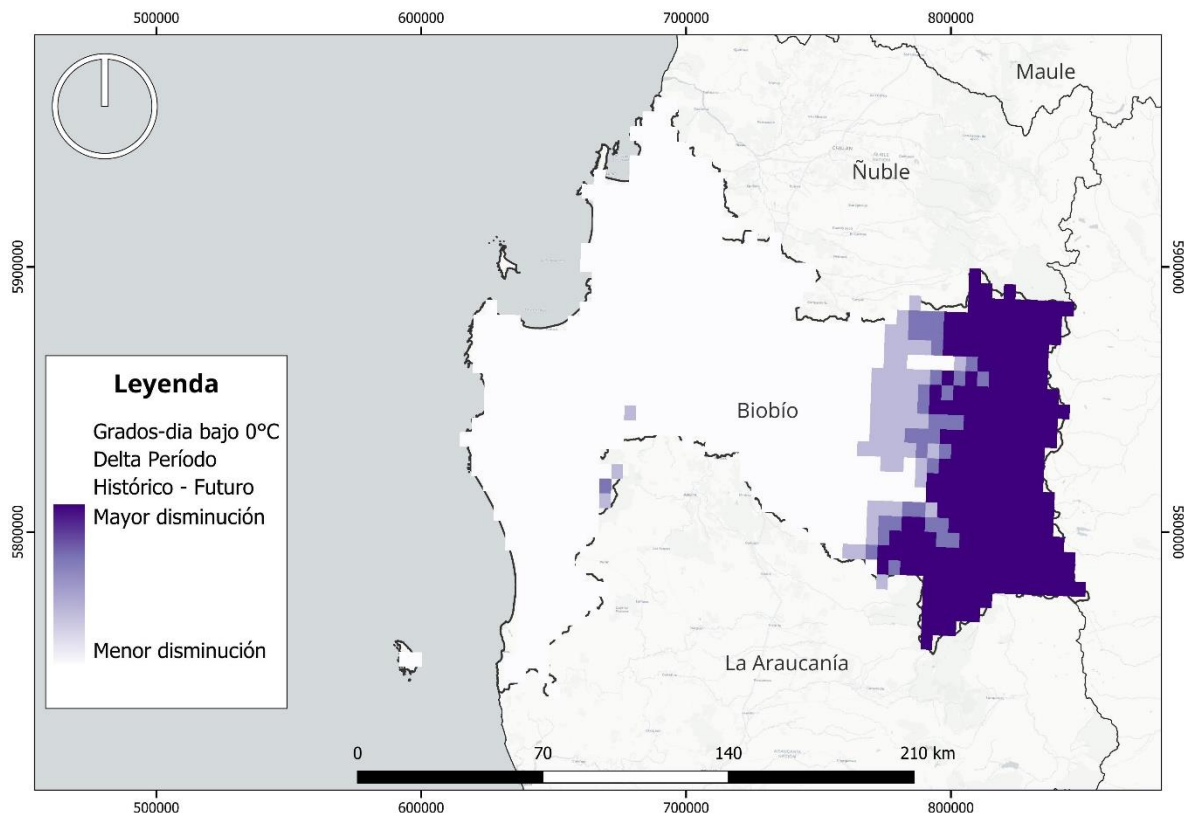 500000 600000 700000 800000
Maule
Ñuble
5900000 5900000
Leyenda
Grados-dia bajo 0°C
Delta Período
Histórico - Futuro
Mayor disminución
Menor disminución
Biobío
5800000 5800000
La Araucanía
0 70 140 210 km
500000 600000 700000 800000